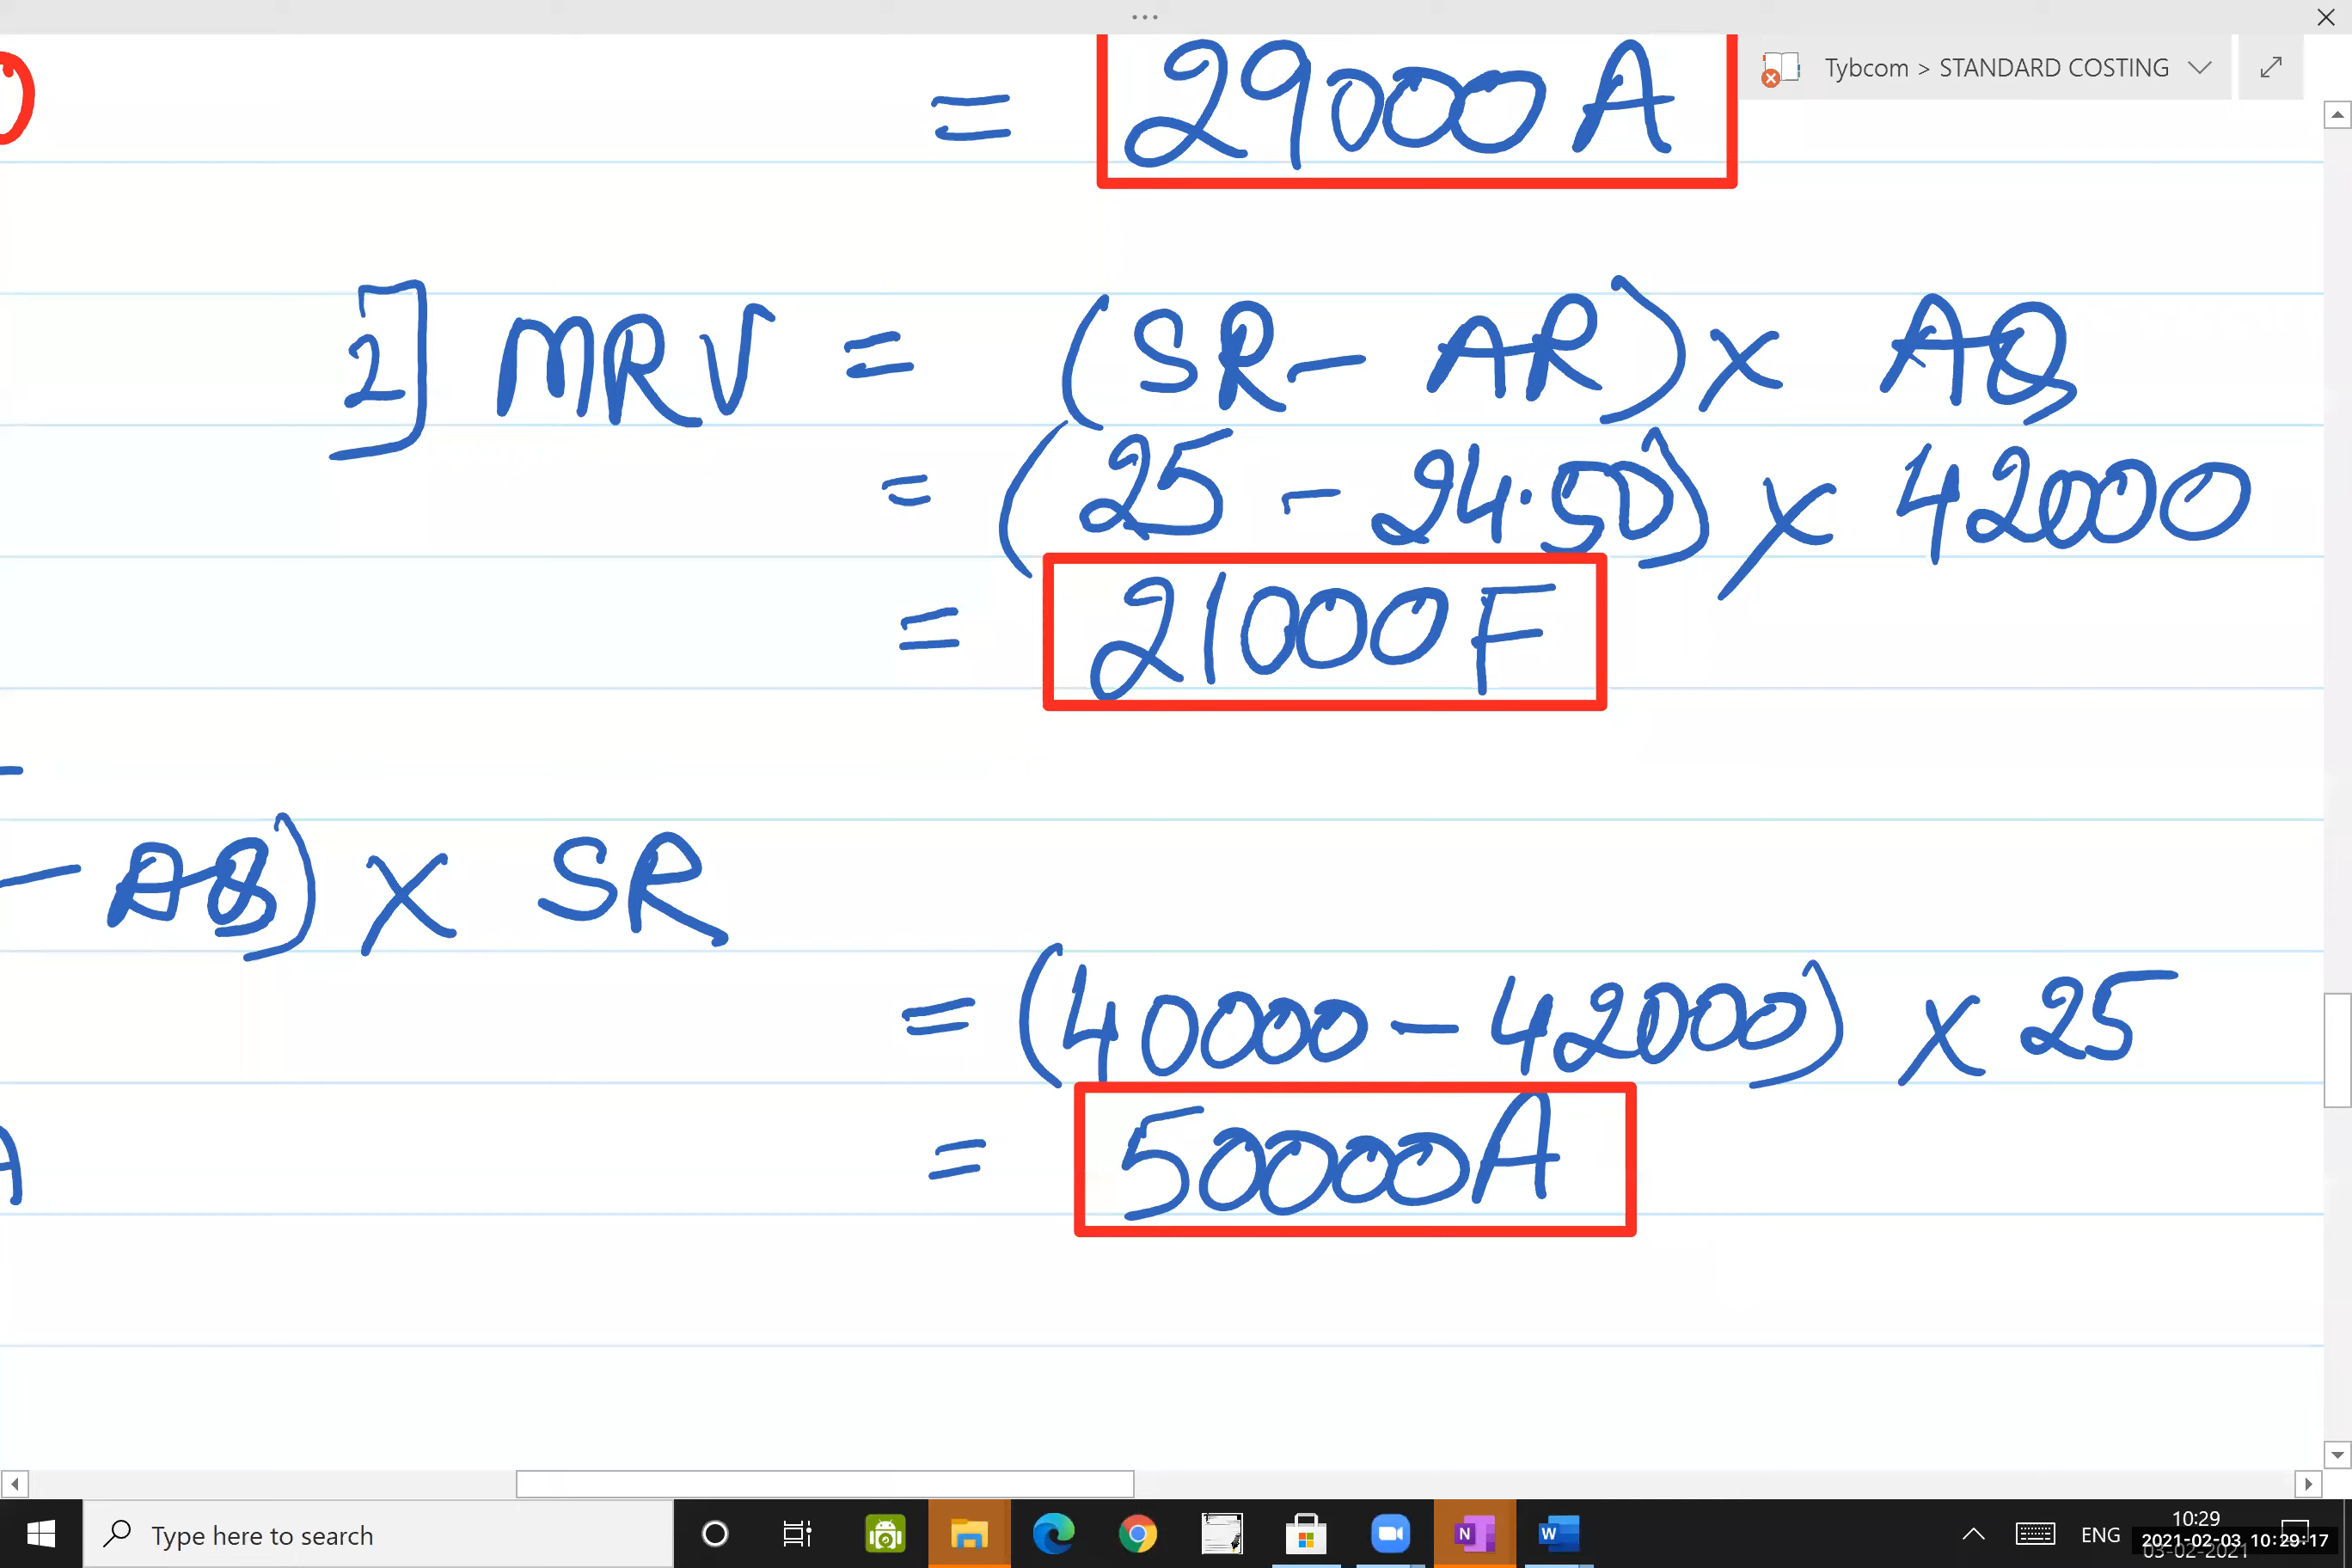 Tybcom > STANDARD COSTING
= 29000 A
2] MRV = (SR - AR) x AQ
= (25 - 24.50) x 42000
= 21000 F
- AQ) x SR
= (40000 - 42000) x 25
A
= 50000 A
Type here to search
ENG
10:29
2021-02-03 10:29:17
03-02-2021